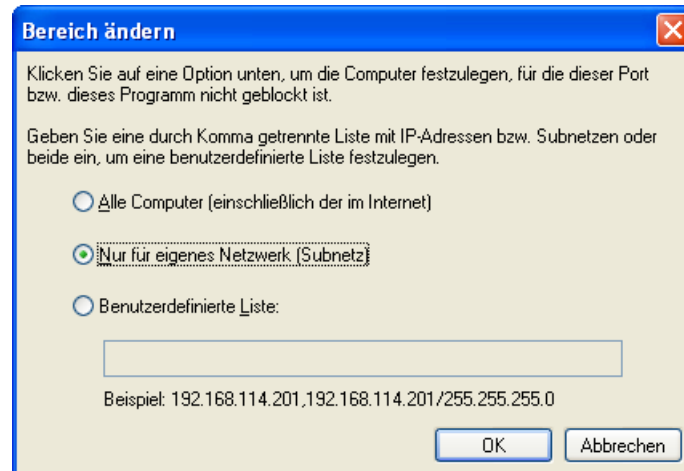 Bereich ändern
Klicken Sie auf eine Option unten, um die Computer festzulegen, für die dieser Port
bzw. dieses Programm nicht geblockt ist.
Geben Sie eine durch Komma getrennte Liste mit IP-Adressen bzw. Subnetzen oder
beide ein, um eine benutzerdefinierte Liste festzulegen.
Alle Computer (einschließlich der im Internet)
Nur für eigenes Netzwerk (Subnetz)
Benutzerdefinierte Liste:
Beispiel: 192.168.114.201,192.168.114.201/255.255.255.0
OK Abbrechen